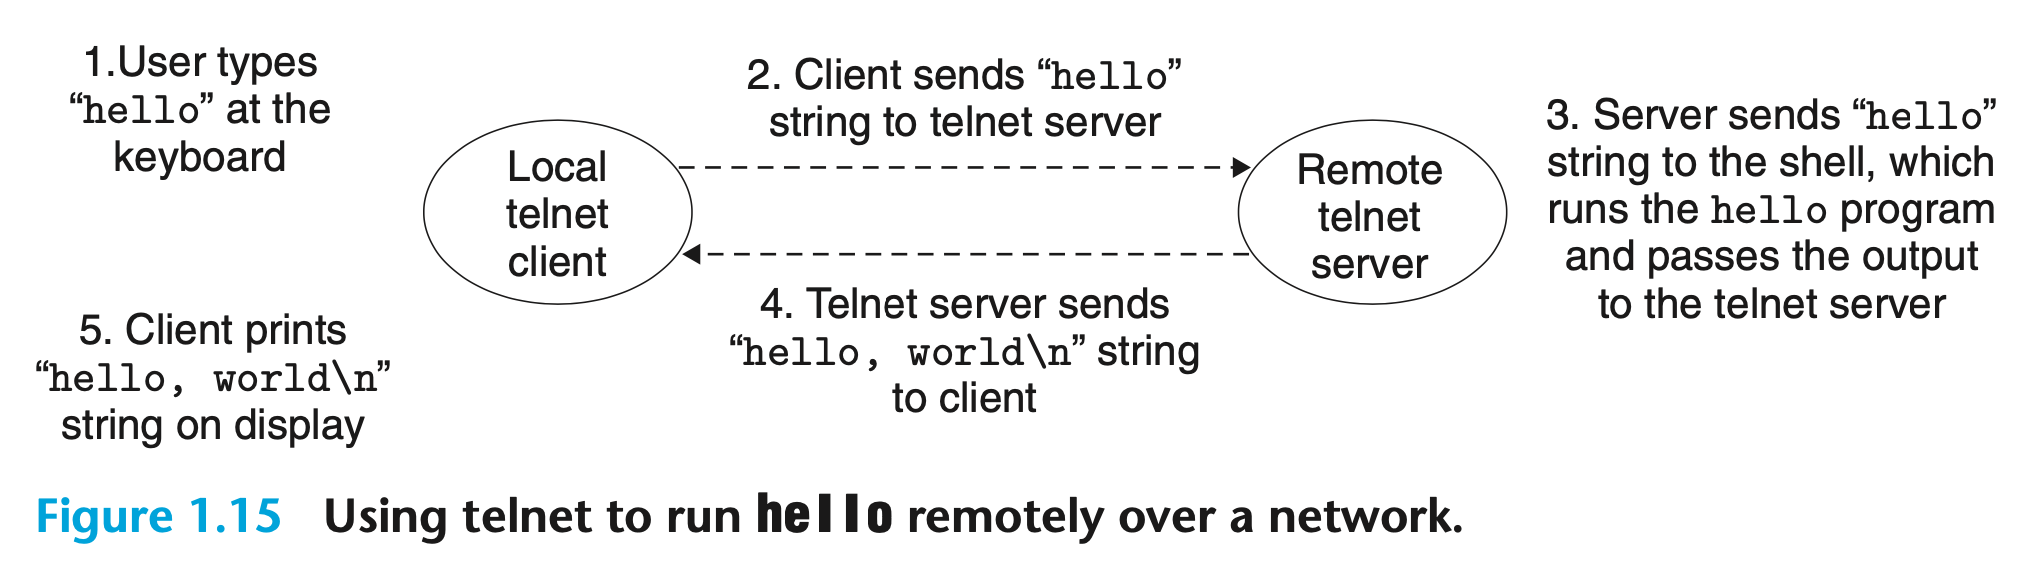 1.User types
“hello” at the
keyboard
2. Client sends “hello”
string to telnet server
Local
telnet
client
Remote
telnet
server
3. Server sends “hello”
string to the shell, which
runs the hello program
and passes the output
to the telnet server
4. Telnet server sends
“hello, world\n” string
to client
5. Client prints
“hello, world\n”
string on display
Figure 1.15 Using telnet to run hello remotely over a network.